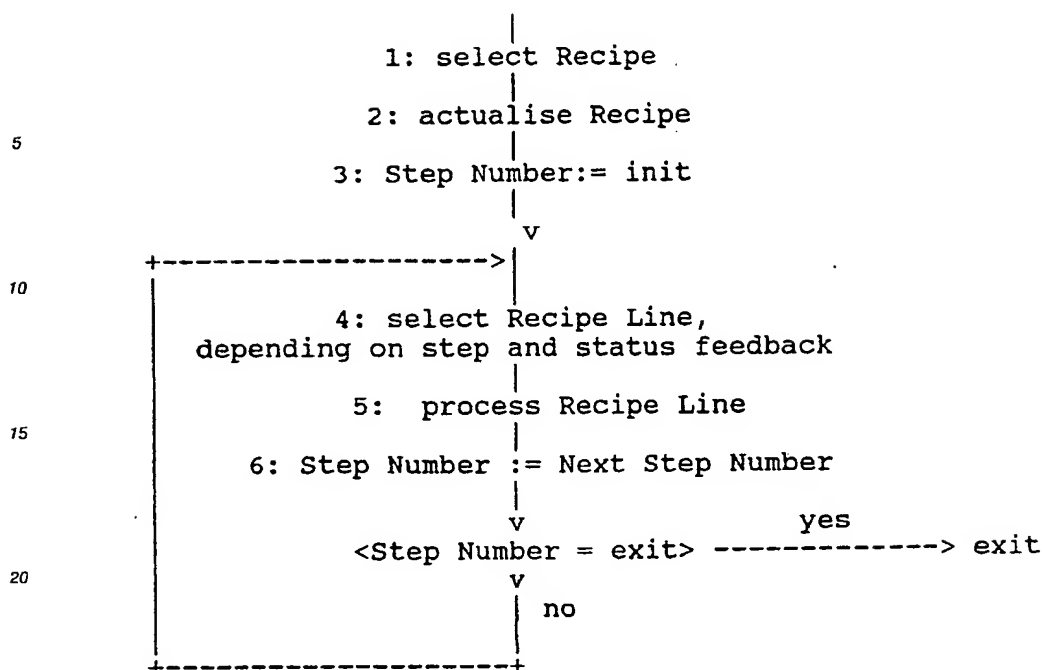 1: select Recipe
2: actualise Recipe
5
3: Step Number:= init
v
+---------------------->
10
4: select Recipe Line,
depending on step and status feedback
5: process Recipe Line
15
6: Step Number := Next Step Number
v yes
<Step Number = exit> -------------> exit
20
v
no
+-----------------------+